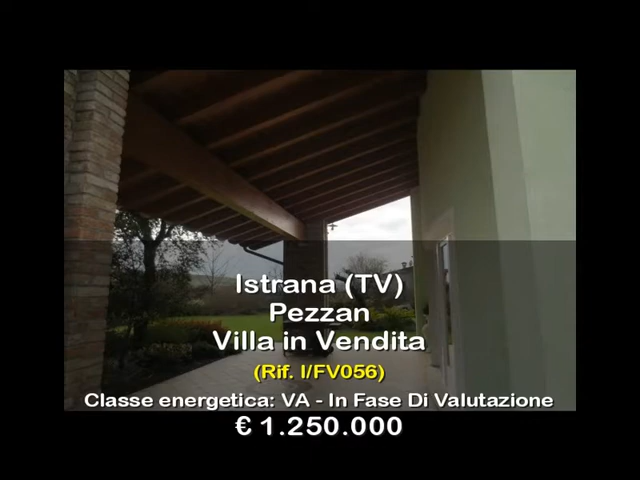 Istrana (TV)
Pezzan
Villa in Vendita
(Rif. I/FV056)
Classe energetica: VA - In Fase Di Valutazione
€ 1.250.000